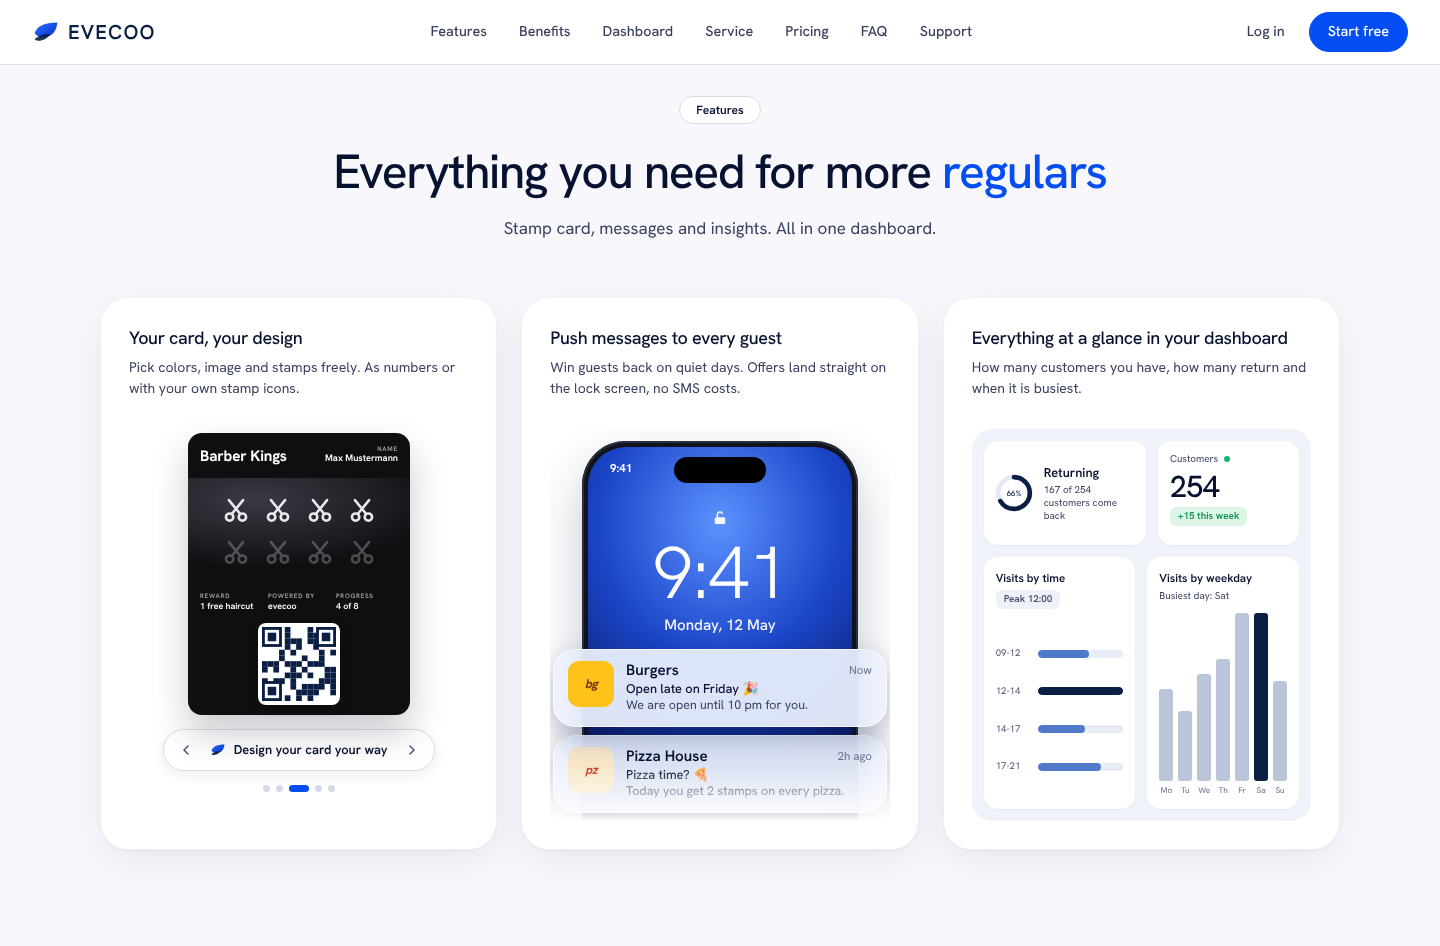 EVECOO
Features
Benefits
Dashboard
Service
Pricing
FAQ
Support
Log in
Start free
Features
Everything you need for more regulars
Stamp card, messages and insights. All in one dashboard.
Your card, your design
Pick colors, image and stamps freely. As numbers or
with your own stamp icons.
Barber Kings
NAME
Max Mustermann
REWARD
1 free haircut
POWERED BY
evecoo
PROGRESS
4 of 8
Design your card your way
Push messages to every guest
Win guests back on quiet days. Offers land straight on
the lock screen, no SMS costs.
9:41
9:41
Monday, 12 May
bg
Burgers
Now
Open late on Friday 🎉
We are open until 10 pm for you.
pz
Pizza House
2h ago
Pizza time? 🍕
Today you get 2 stamps on every pizza.
Everything at a glance in your dashboard
How many customers you have, how many return and
when it is busiest.
66%
Returning
167 of 254
customers come
back
Customers
254
+15 this week
Visits by time
Peak 12:00
09-12
12-14
14-17
17-21
Visits by weekday
Busiest day: Sat
Mo Tu We Th Fr Sa Su